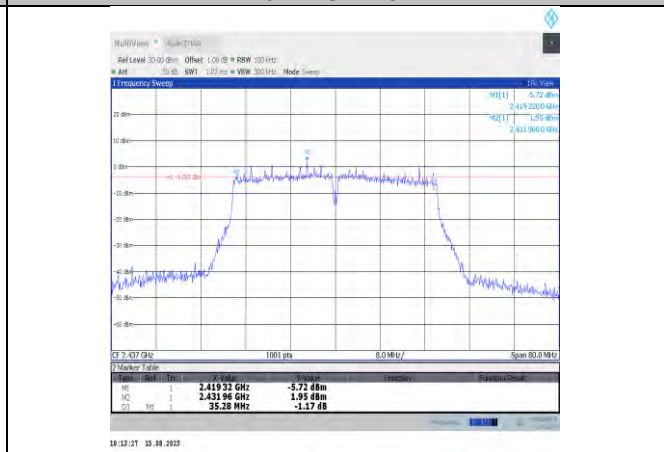 MultiView Spectrum
Ref Level 30.00 dBm Offset 1.00 dB RBW 100 kHz
Att 30 dB SWT 1.07 ms VBW 300 kHz Mode Sweep
1 Frequency Sweep 1Pk View
M1[1] -5.72 dBm
2.419 3200 GHz
M2[1] 1.95 dBm
2.431 9600 GHz
20 dBm
10 dBm
0 dBm
-10 dBm
-20 dBm
-30 dBm
-40 dBm
-50 dBm
-60 dBm
CF 2.437 GHz 1001 pts 8.0 MHz/ Span 80.0 MHz
2 Marker Table
Type Ref Trc X-Value Y-Value Function Function Result
M1 1 2.419 32 GHz -5.72 dBm
M2 1 2.431 96 GHz 1.95 dBm
D3 M1 1 35.28 MHz -1.17 dB
10:13:27 15.08.2023